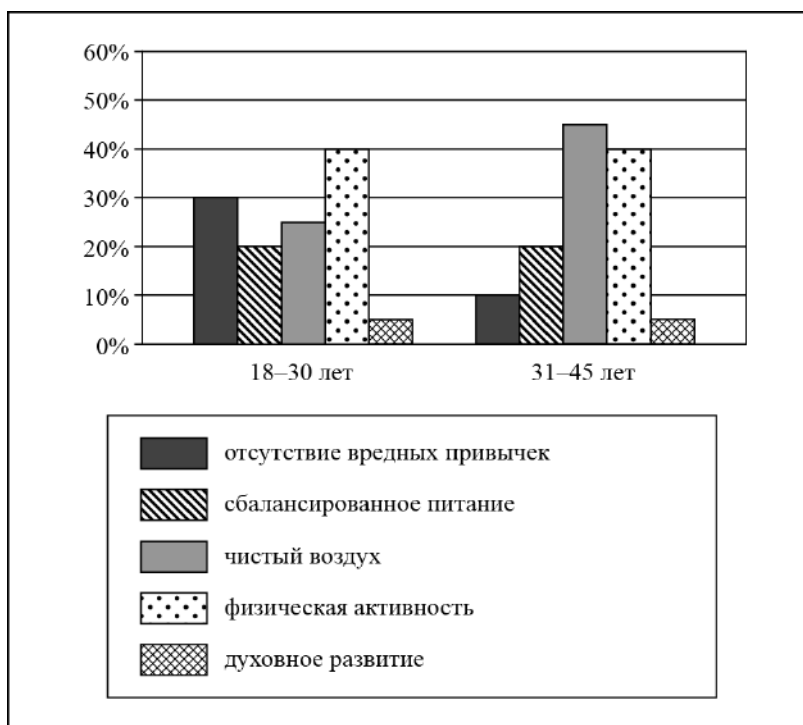 60%
50%
40%
30%
20%
10%
0%
18–30 лет 31–45 лет
отсутствие вредных привычек
сбалансированное питание
чистый воздух
физическая активность
духовное развитие